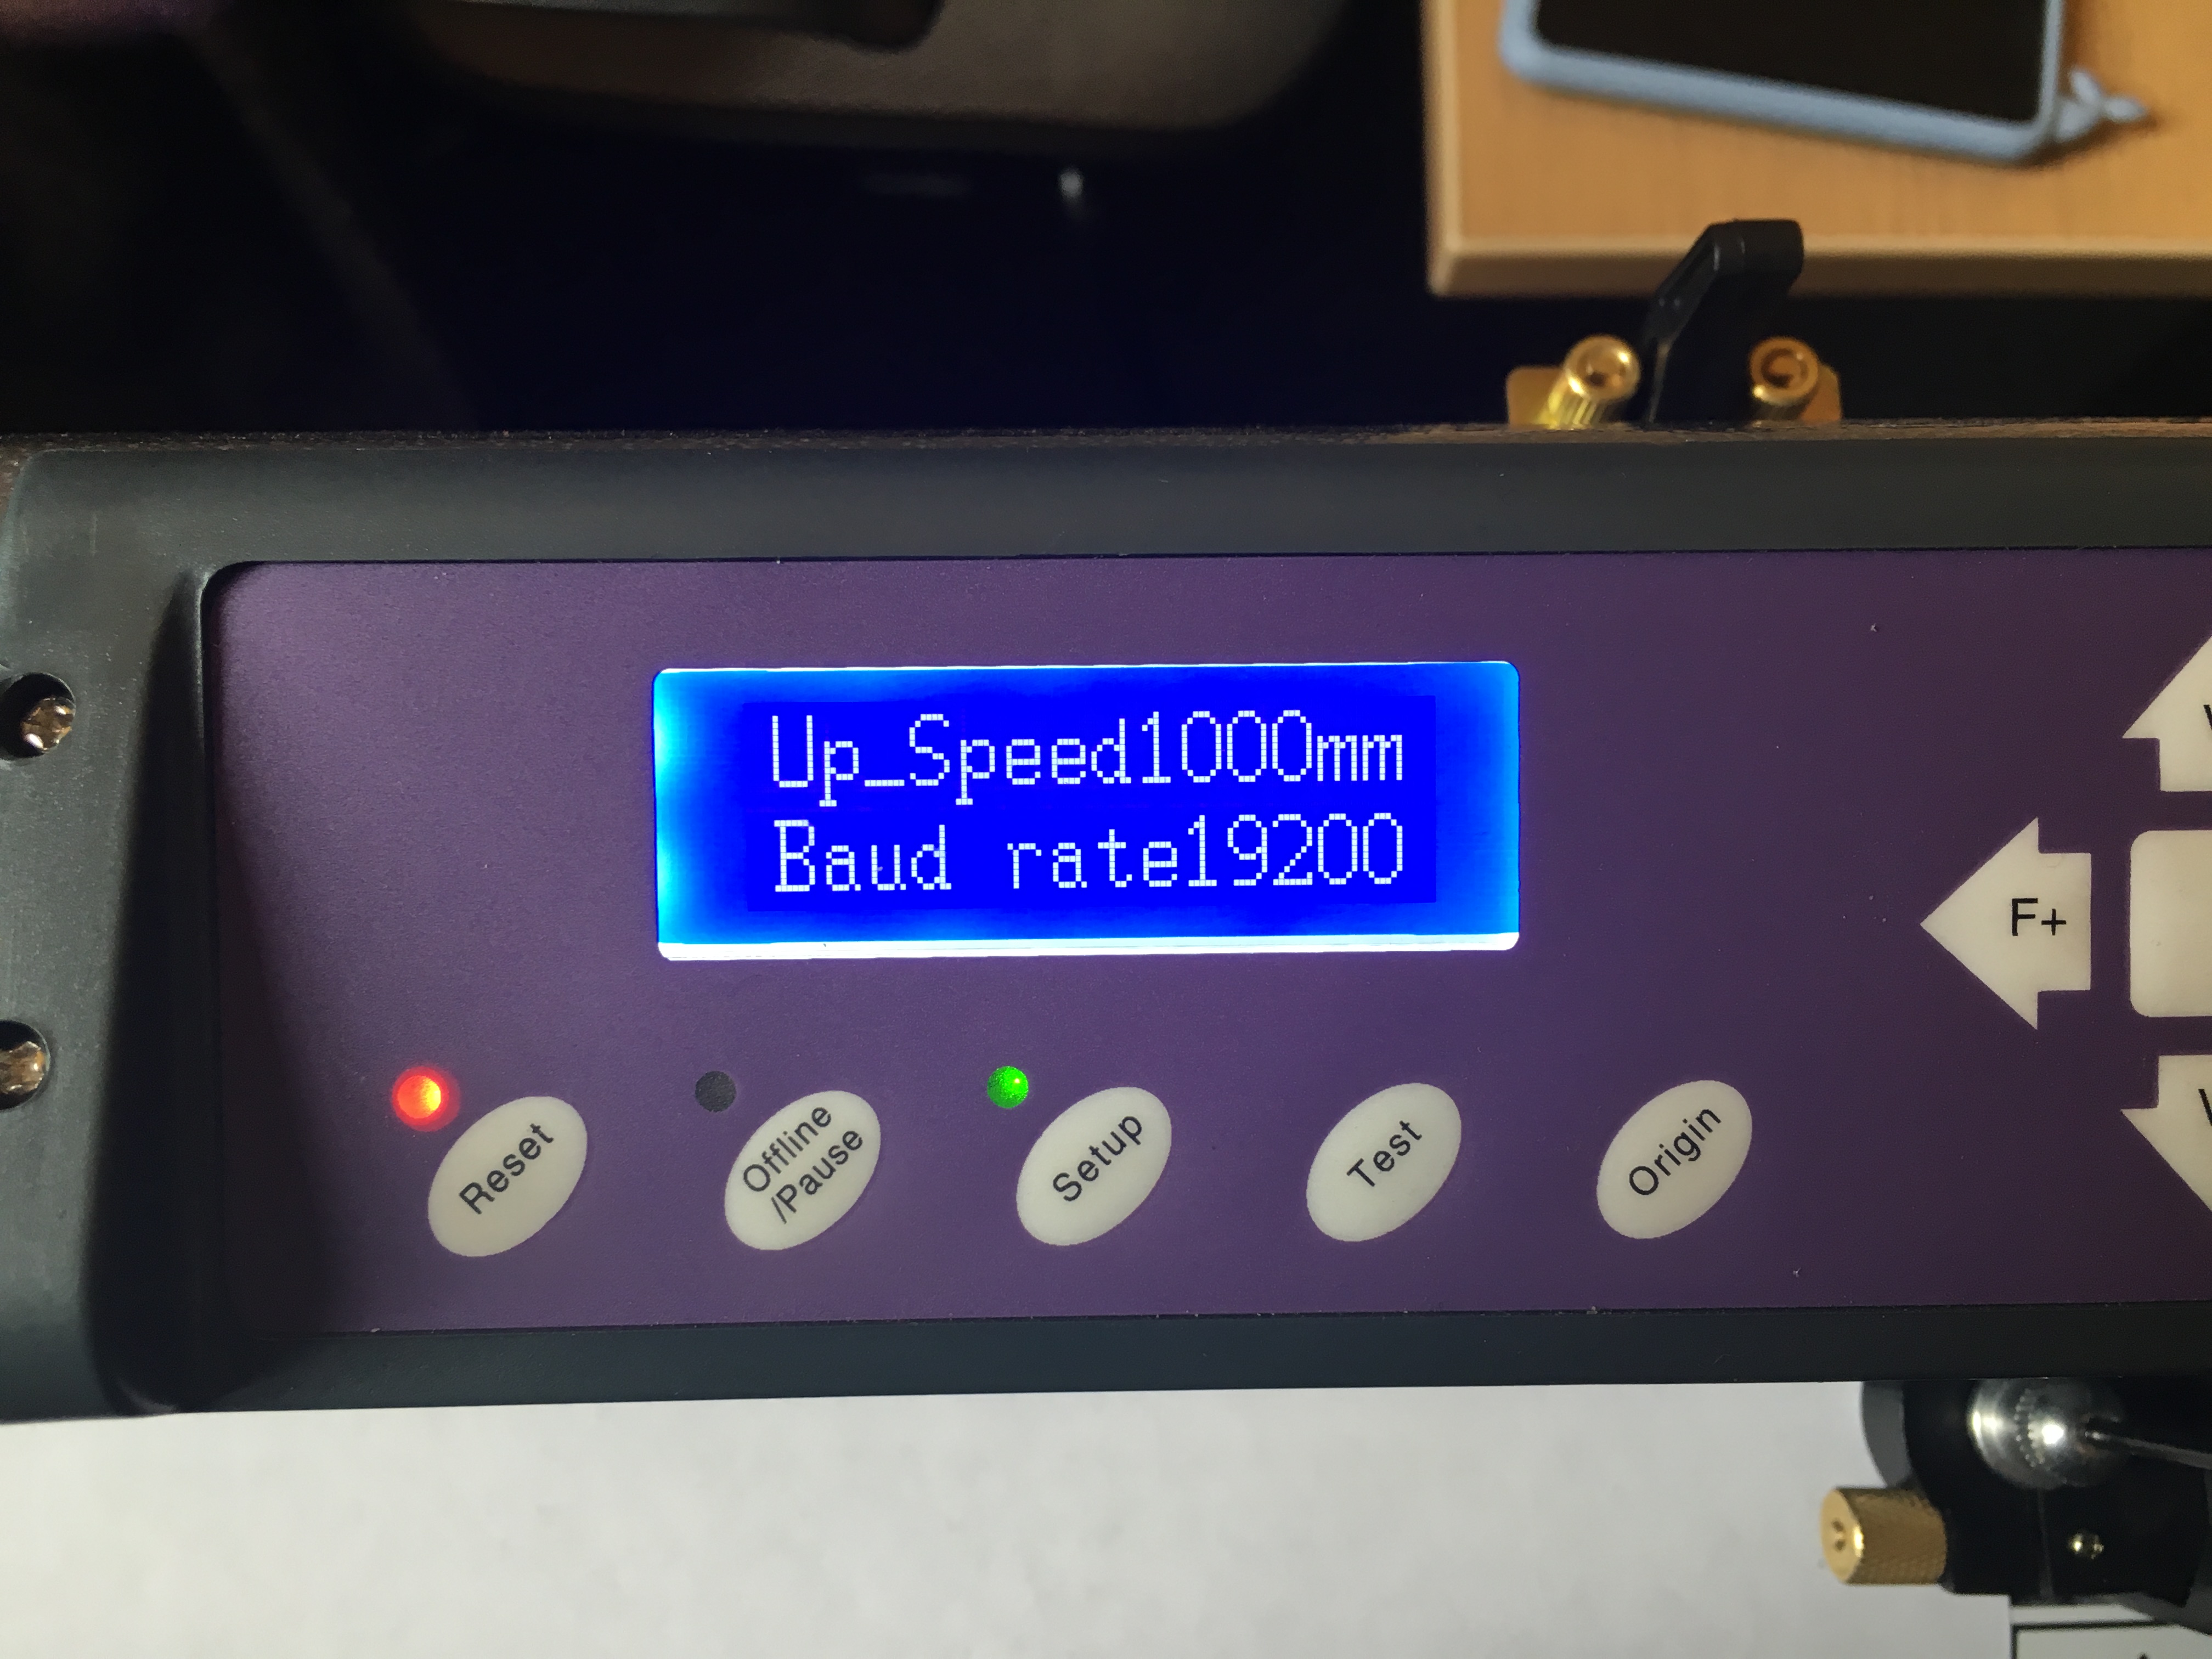 Up_Speed1000mm
Baud rate19200
F+
Reset
Offline
/Pause
Setup
Test
Origin